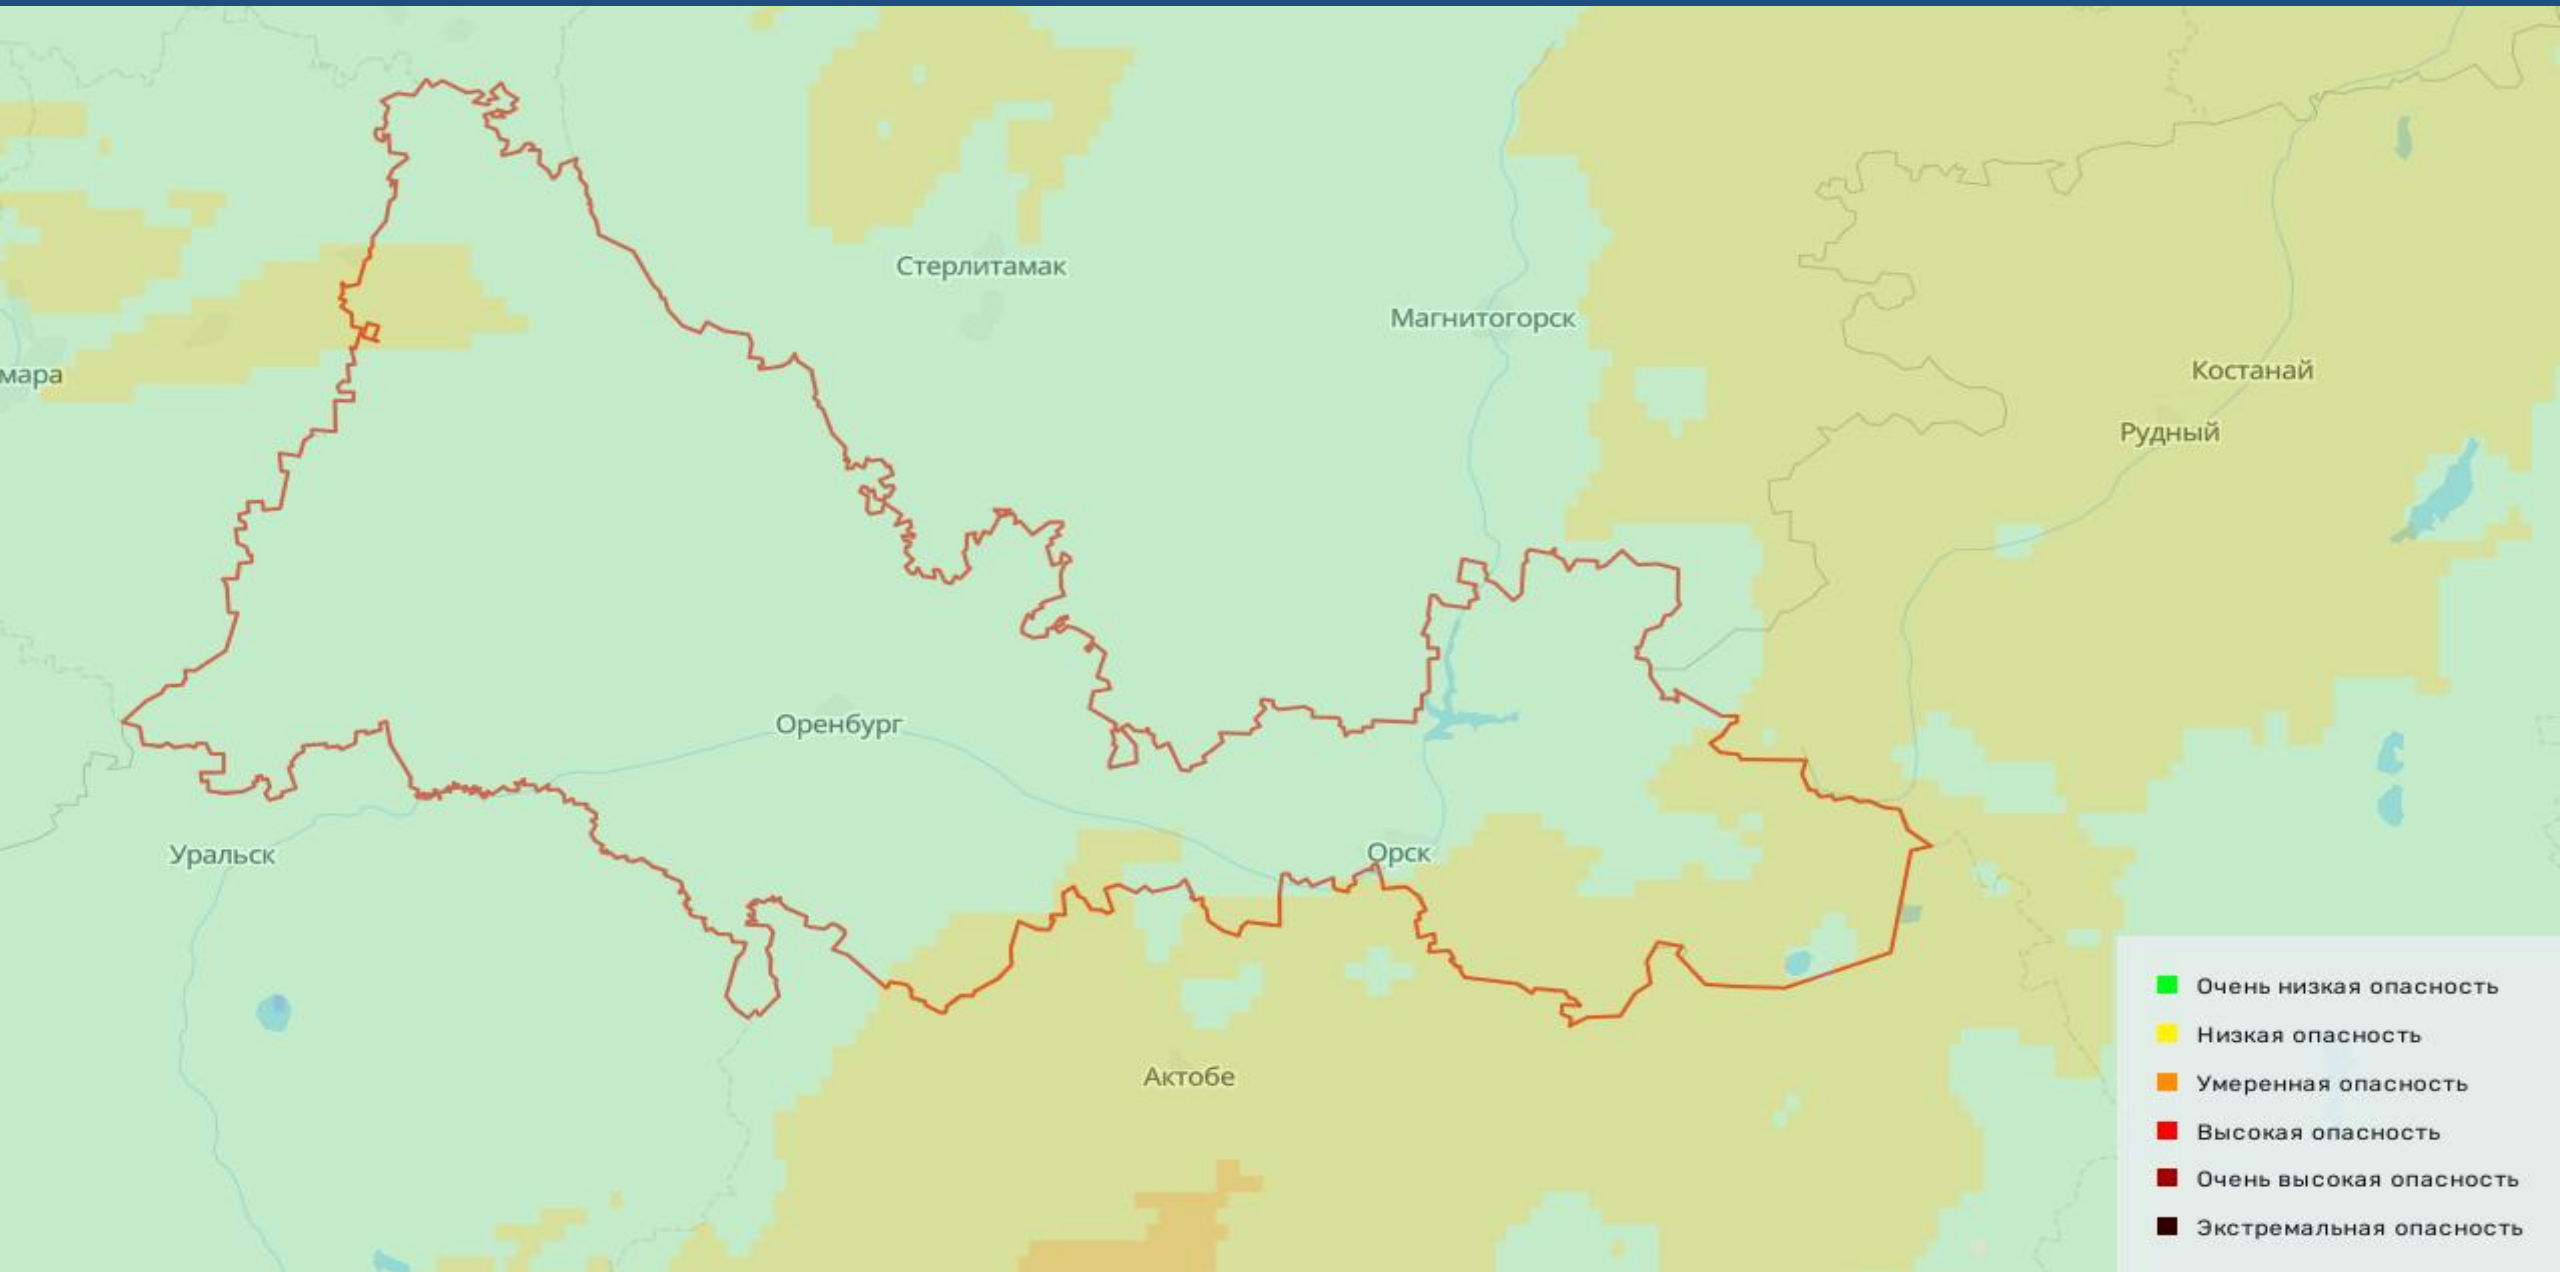 Стерлитамак
Магнитогорск
мара
Костанай
Рудный
Оренбург
Уральск
Орск
Актобе
Очень низкая опасность
Низкая опасность
Умеренная опасность
Высокая опасность
Очень высокая опасность
Экстремальная опасность